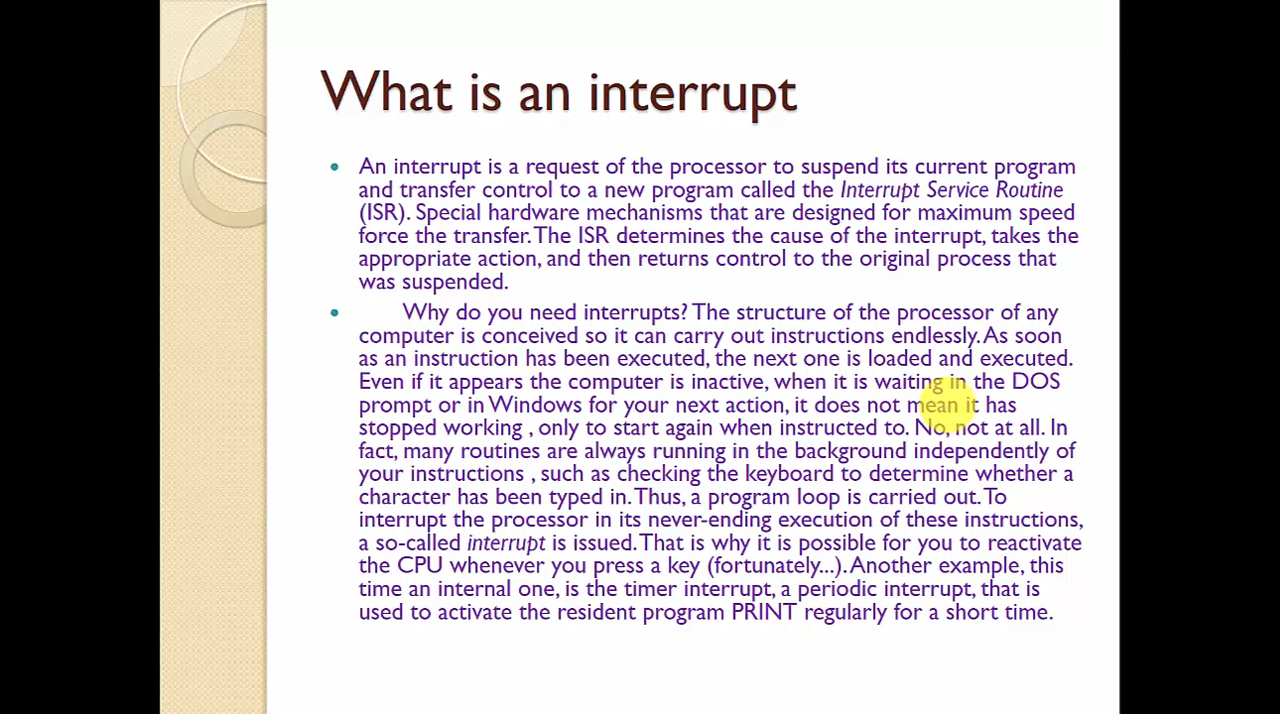 What is an interrupt
An interrupt is a request of the processor to suspend its current program
and transfer control to a new program called the Interrupt Service Routine
(ISR). Special hardware mechanisms that are designed for maximum speed
force the transfer. The ISR determines the cause of the interrupt, takes the
appropriate action, and then returns control to the original process that
was suspended.
Why do you need interrupts? The structure of the processor of any
computer is conceived so it can carry out instructions endlessly. As soon
as an instruction has been executed, the next one is loaded and executed.
Even if it appears the computer is inactive, when it is waiting in the DOS
prompt or in Windows for your next action, it does not mean it has
stopped working , only to start again when instructed to. No, not at all. In
fact, many routines are always running in the background independently of
your instructions , such as checking the keyboard to determine whether a
character has been typed in. Thus, a program loop is carried out. To
interrupt the processor in its never-ending execution of these instructions,
a so-called interrupt is issued. That is why it is possible for you to reactivate
the CPU whenever you press a key (fortunately...). Another example, this
time an internal one, is the timer interrupt, a periodic interrupt, that is
used to activate the resident program PRINT regularly for a short time.